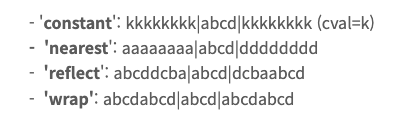 - 'constant': kkkkkkkk|abcd|kkkkkkkk (cval=k)
- 'nearest': aaaaaaaa|abcd|dddddddd
- 'reflect': abcddcba|abcd|dcbaabcd
- 'wrap': abcdabcd|abcd|abcdabcd